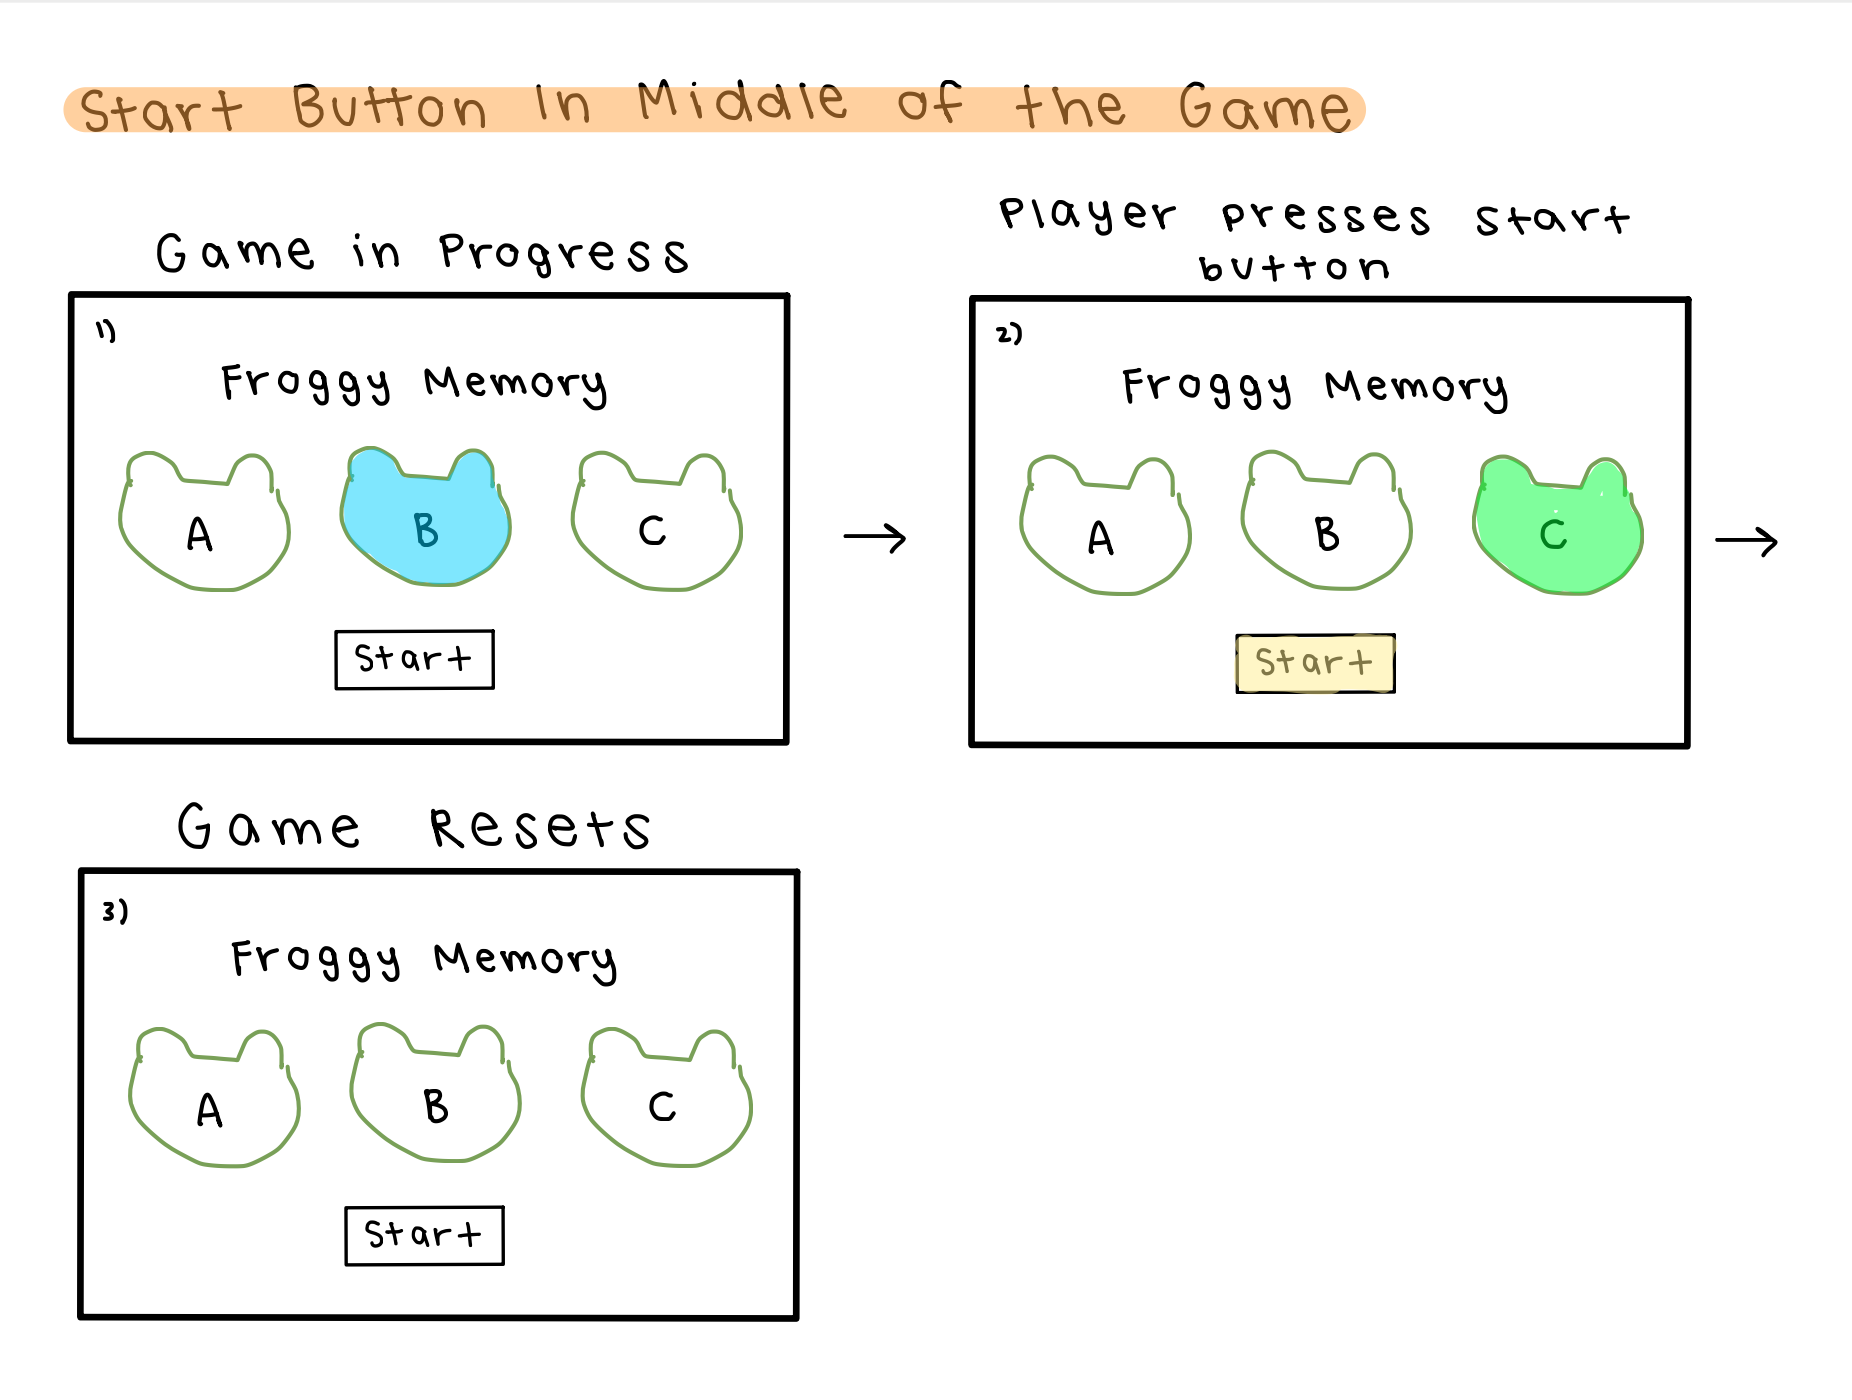 Start Button In Middle of the Game
Game in Progress
1)
Froggy Memory
A B C
Start
Player presses start
button
2)
Froggy Memory
A B C
Start
Game Resets
3)
Froggy Memory
A B C
Start